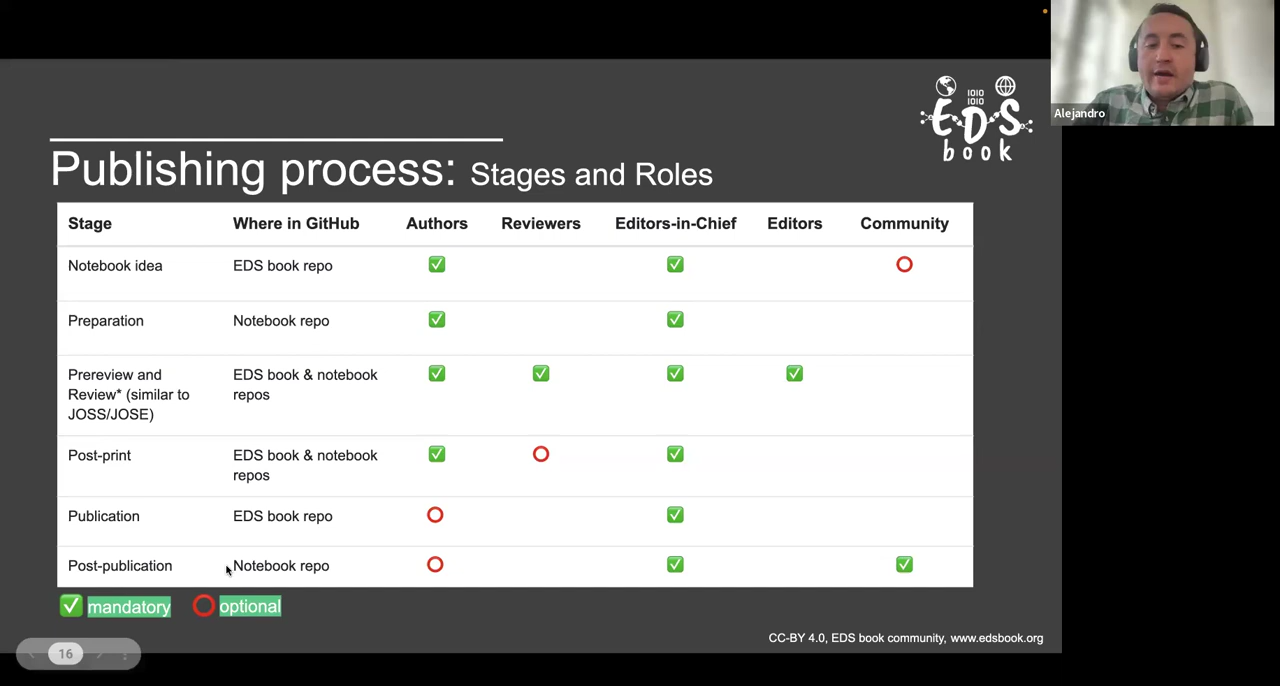 Alejandro
1010
1010
EDS
book
Publishing process: Stages and Roles
Stage Where in GitHub Authors Reviewers Editors-in-Chief Editors Community
Notebook idea EDS book repo
Preparation Notebook repo
Prereview and EDS book & notebook
Review* (similar to repos
JOSS/JOSE)
Post-print EDS book & notebook
repos
Publication EDS book repo
Post-publication Notebook repo
mandatory optional
CC-BY 4.0, EDS book community, www.edsbook.org
16